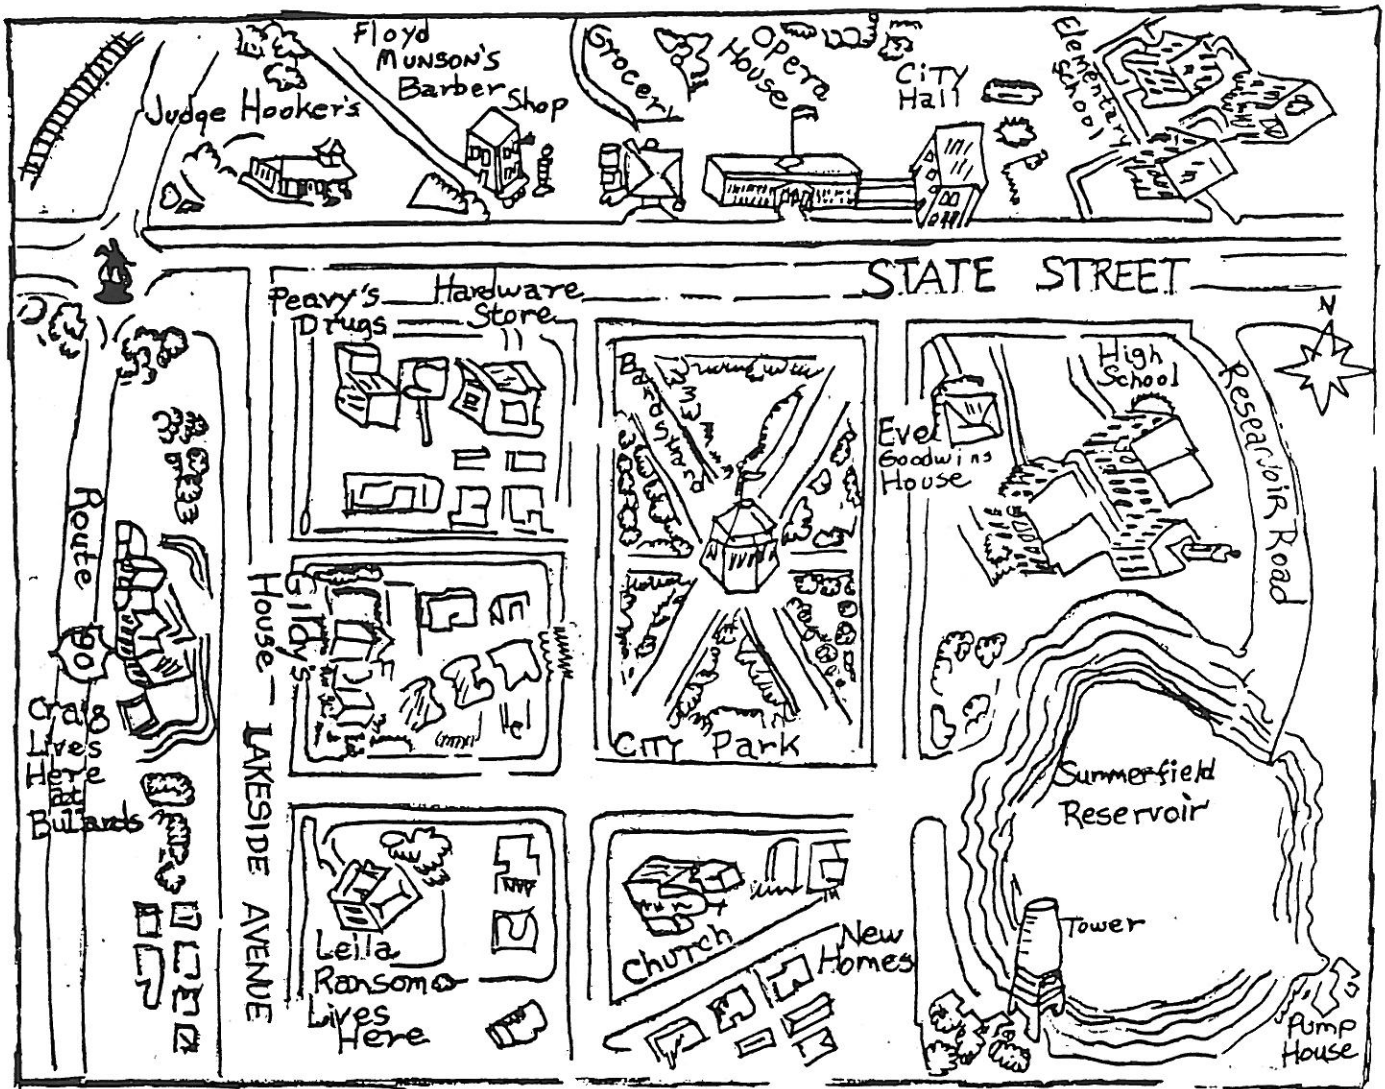 Floyd
Munson's
Barber Shop
Judge Hooker's
Grocery
Opera
House
City
Hall
Elementary
School
STATE STREET
Peavy's
Drugs
Hardware
Store
N
Bandstand
High
School
Eve
Goodwins
House
Researvoir Road
Route
90
Gildy's
House
LAKESIDE AVENUE
Craig
Lives
Here
at
Bullards
City Park
Summerfield
Reservoir
Tower
Leila
Ransom
Lives
Here
Church
New
Homes
Pump
House